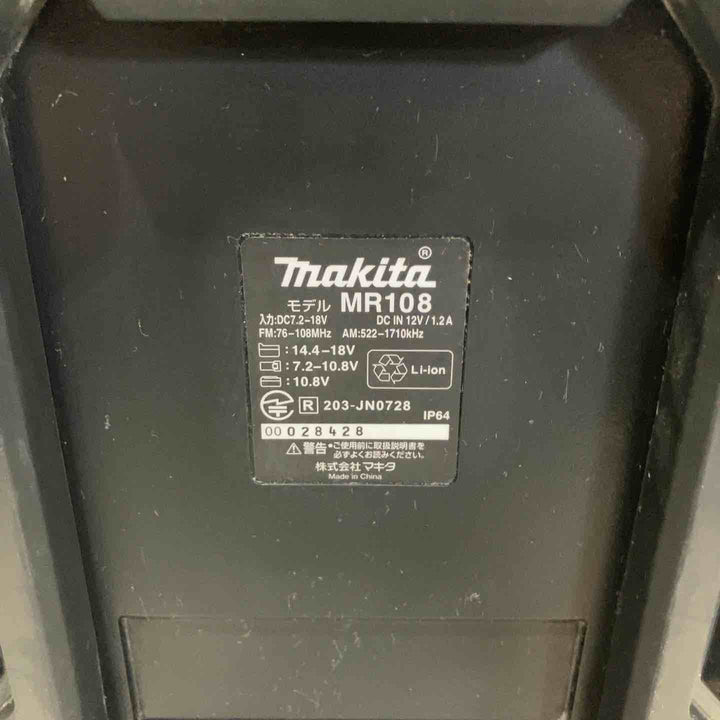 makita®
モデル MR108
入力:DC7.2-18V DC IN 12V/1.2A
FM:76-108MHz AM:522-1710kHz
:14.4-18V
:7.2-10.8V
:10.8V
Li-ion
R 203-JN0728
IP64
00 028428
⚠警告 •ご使用前に取扱説明書を
必ずよくお読みください。
株式会社マキタ
Made in China